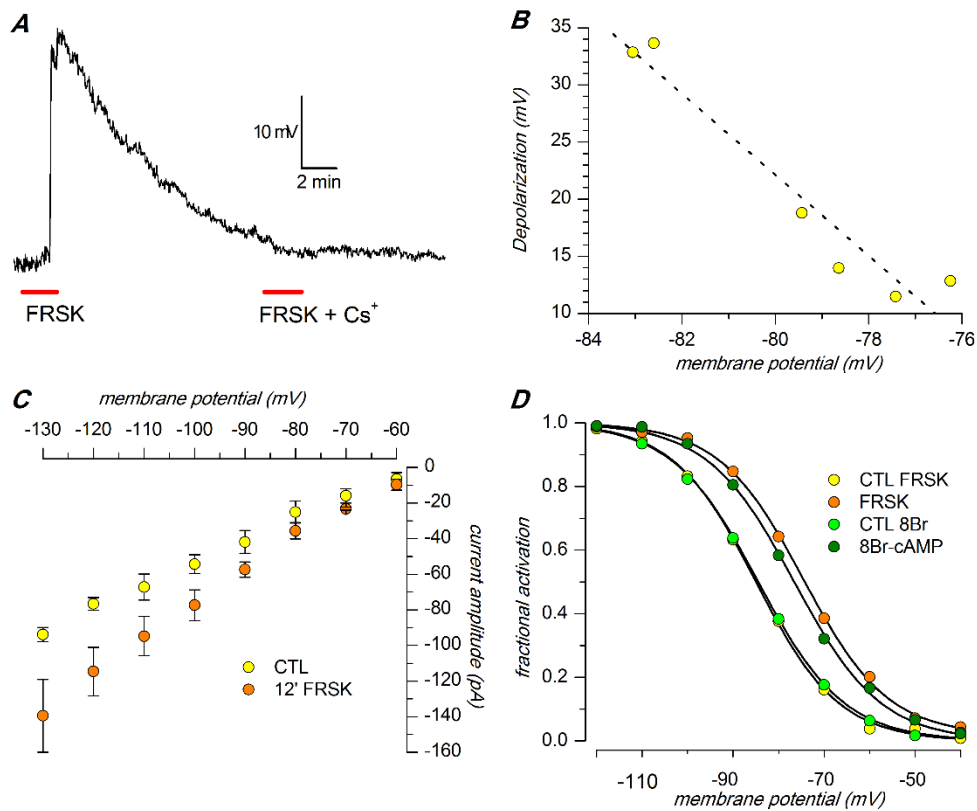 A
10 mV
2 min
FRSK
FRSK + Cs⁺
B
Depolarization (mV)
35
30
25
20
15
10
-84
-82
-80
-78
-76
membrane potential (mV)
C
membrane potential (mV)
-130
-120
-110
-100
-90
-80
-70
-60
0
-20
-40
-60
-80
-100
-120
-140
-160
current amplitude (pA)
CTL
12' FRSK
D
fractional activation
1.0
0.8
0.6
0.4
0.2
0.0
CTL FRSK
FRSK
CTL 8Br
8Br-cAMP
-110
-90
-70
-50
membrane potential (mV)